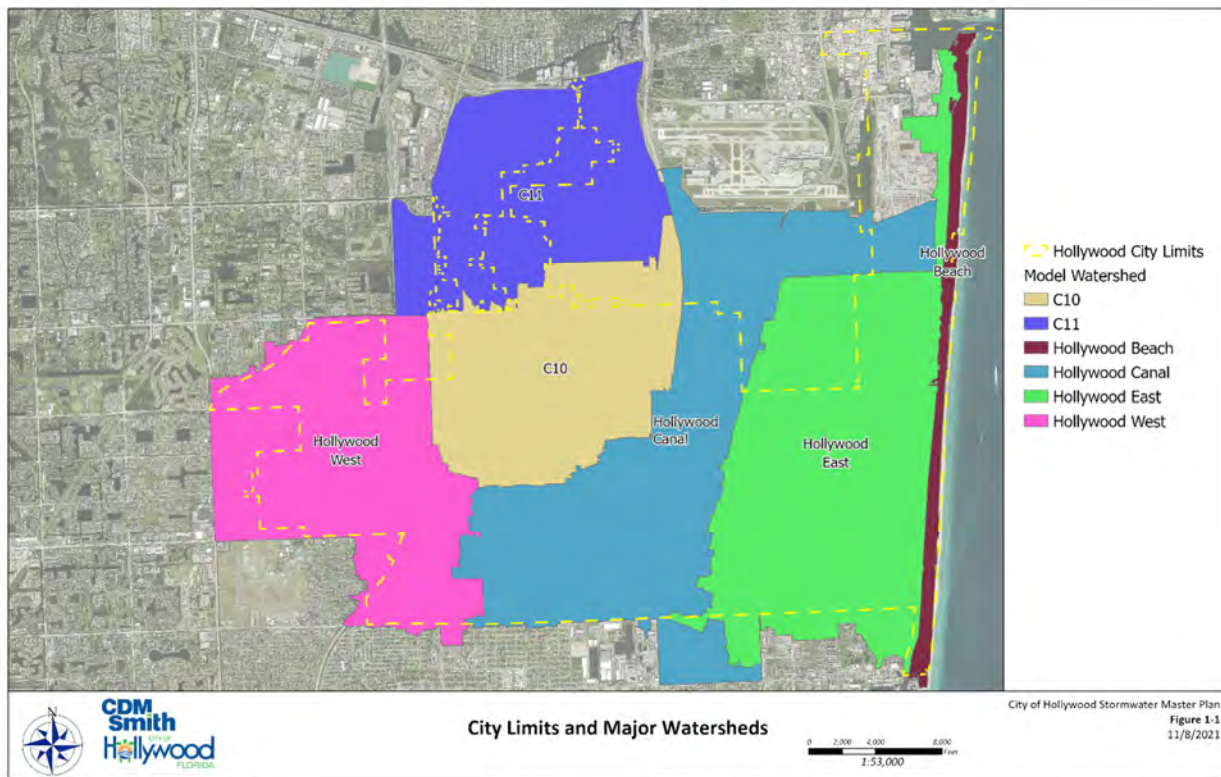 C11
Hollywood
Beach
C10
Hollywood
West
Hollywood
Canal
Hollywood
East
Hollywood City Limits
Model Watershed
C10
C11
Hollywood Beach
Hollywood Canal
Hollywood East
Hollywood West
N
CDM
Smith
CITY OF
Hollywood
FLORIDA
City Limits and Major Watersheds
0 2,000 4,000 8,000
Feet
1:53,000
City of Hollywood Stormwater Master Plan
Figure 1-1
11/8/2021